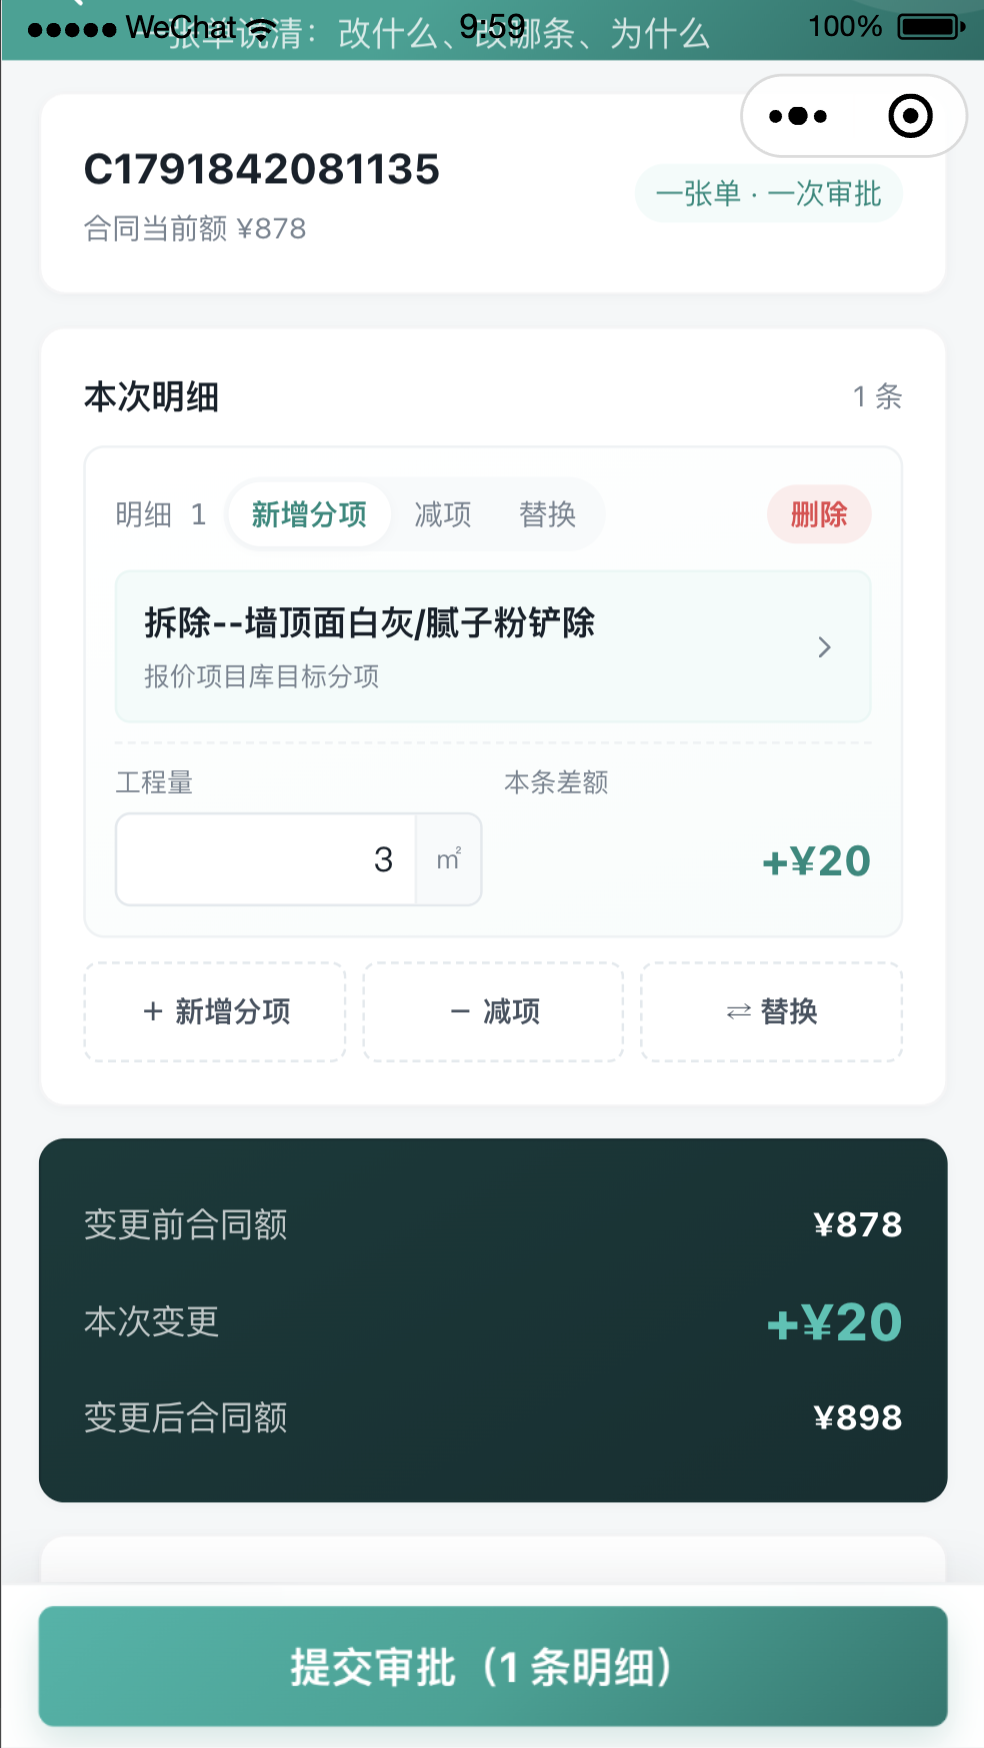 WeChat 9:59 100%
一张单说清：改什么、改哪条、为什么
C1791842081135
合同当前额 ¥878
一张单 · 一次审批
本次明细
1 条
明细 1 新增分项 减项 替换 删除
拆除--墙顶面白灰/腻子粉铲除
报价项目库目标分项
工程量 本条差额
3 ㎡ +¥20
+ 新增分项 − 减项 ⇄ 替换
变更前合同额 ¥878
本次变更 +¥20
变更后合同额 ¥898
提交审批（1 条明细）